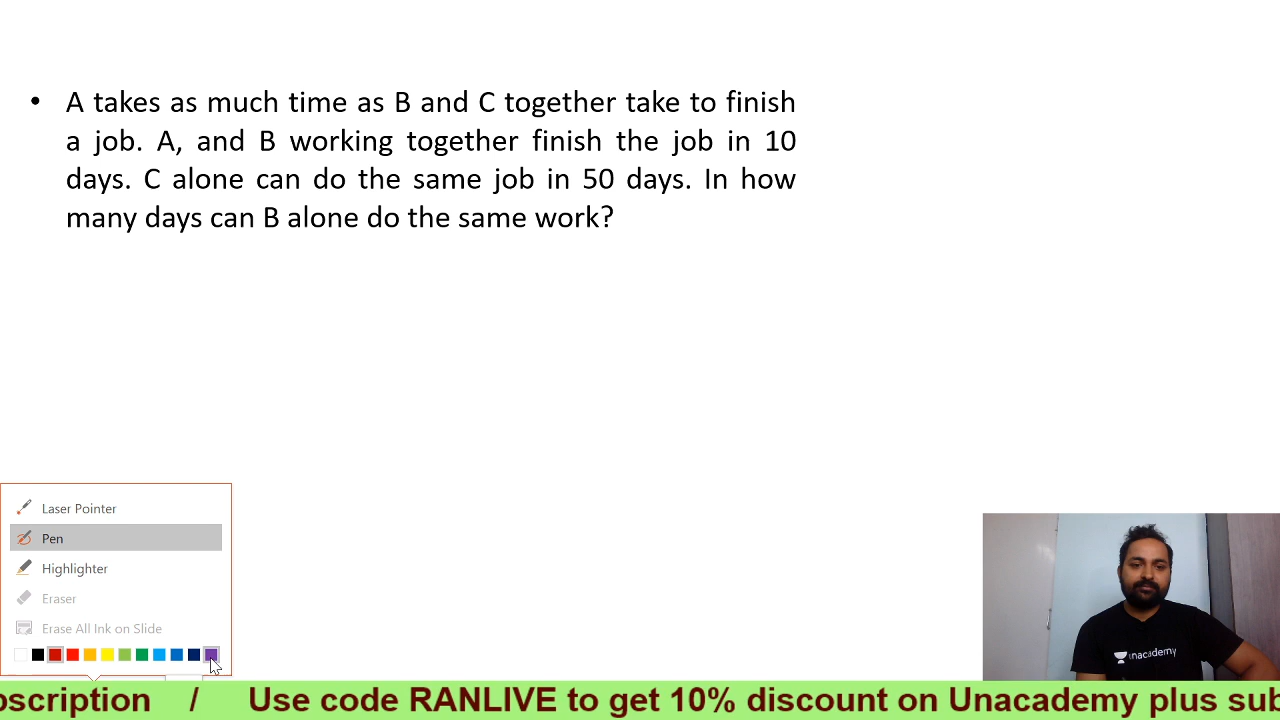 • A takes as much time as B and C together take to finish
a job. A, and B working together finish the job in 10
days. C alone can do the same job in 50 days. In how
many days can B alone do the same work?
Laser Pointer
Pen
Highlighter
Eraser
Erase All Ink on Slide
unacademy
bscription / Use code RANLIVE to get 10% discount on Unacademy plus sub